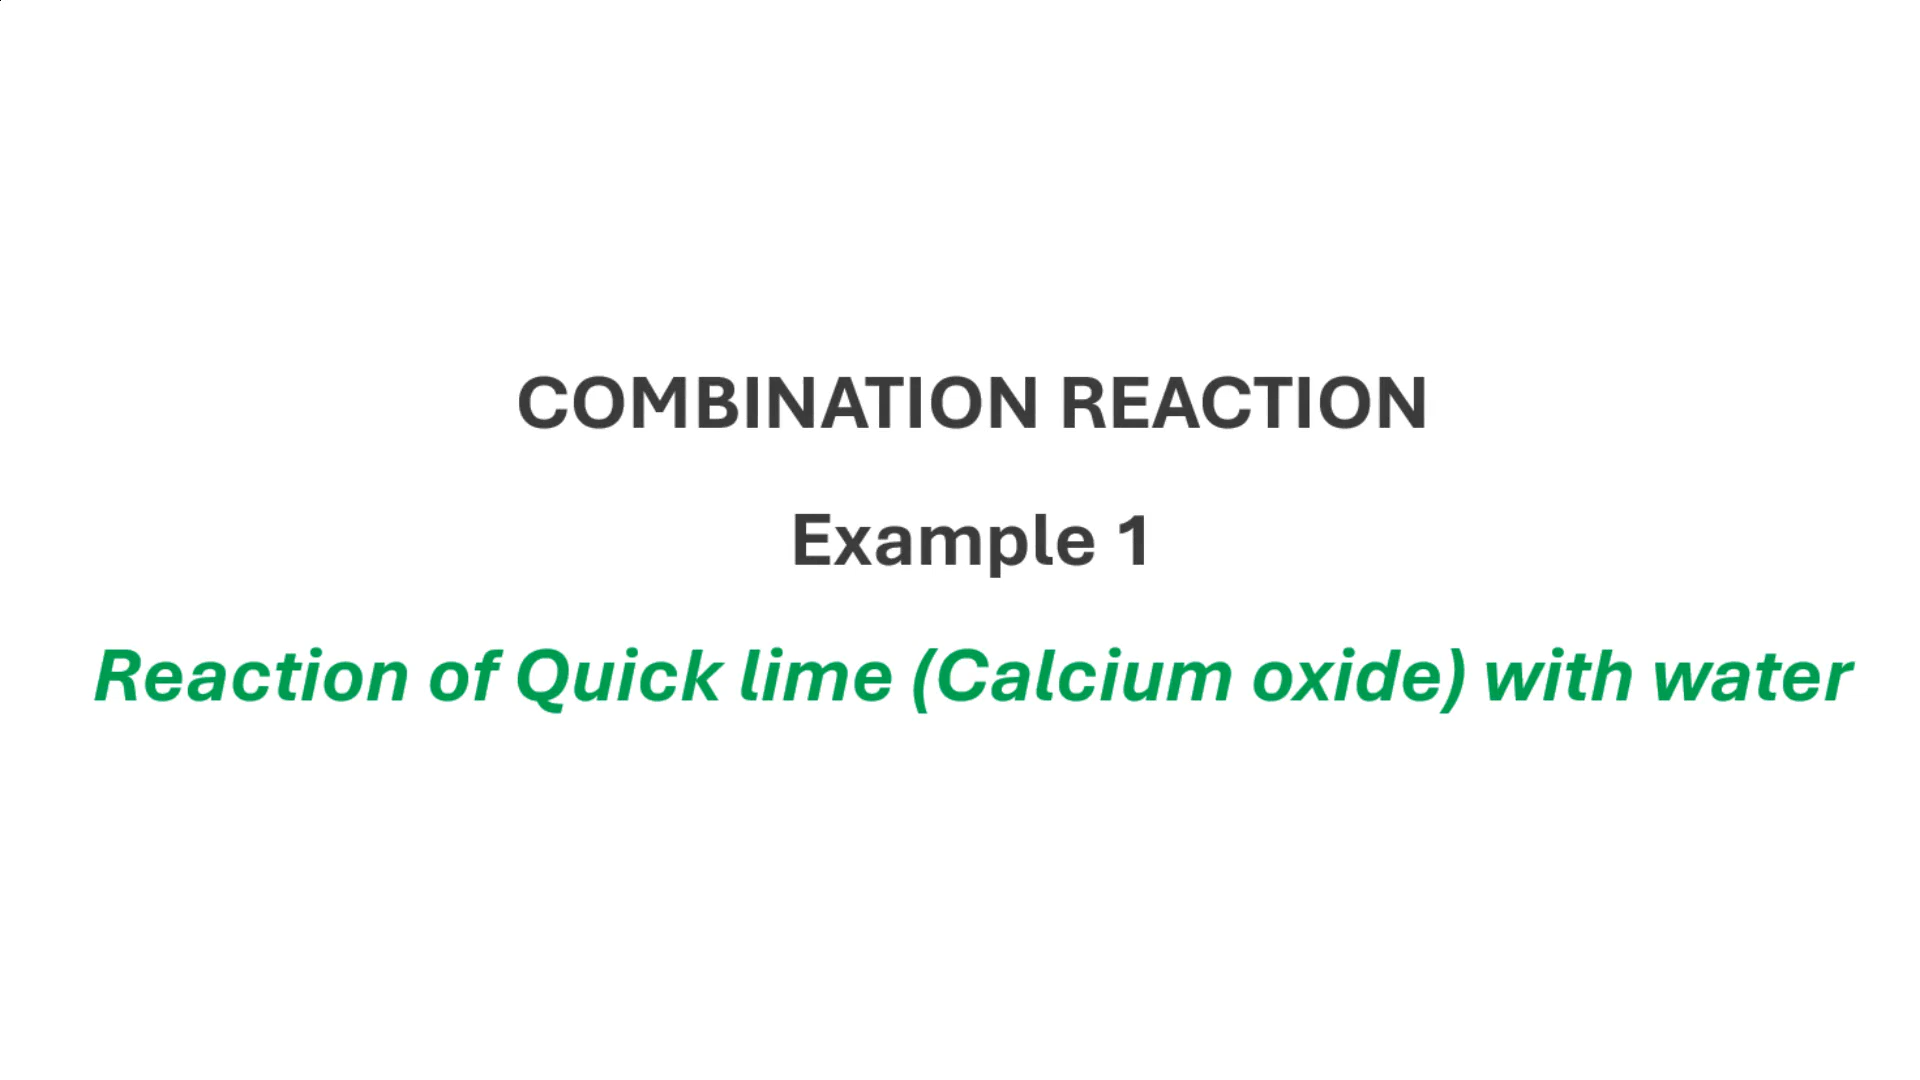 COMBINATION REACTION
Example 1
Reaction of Quick lime (Calcium oxide) with water